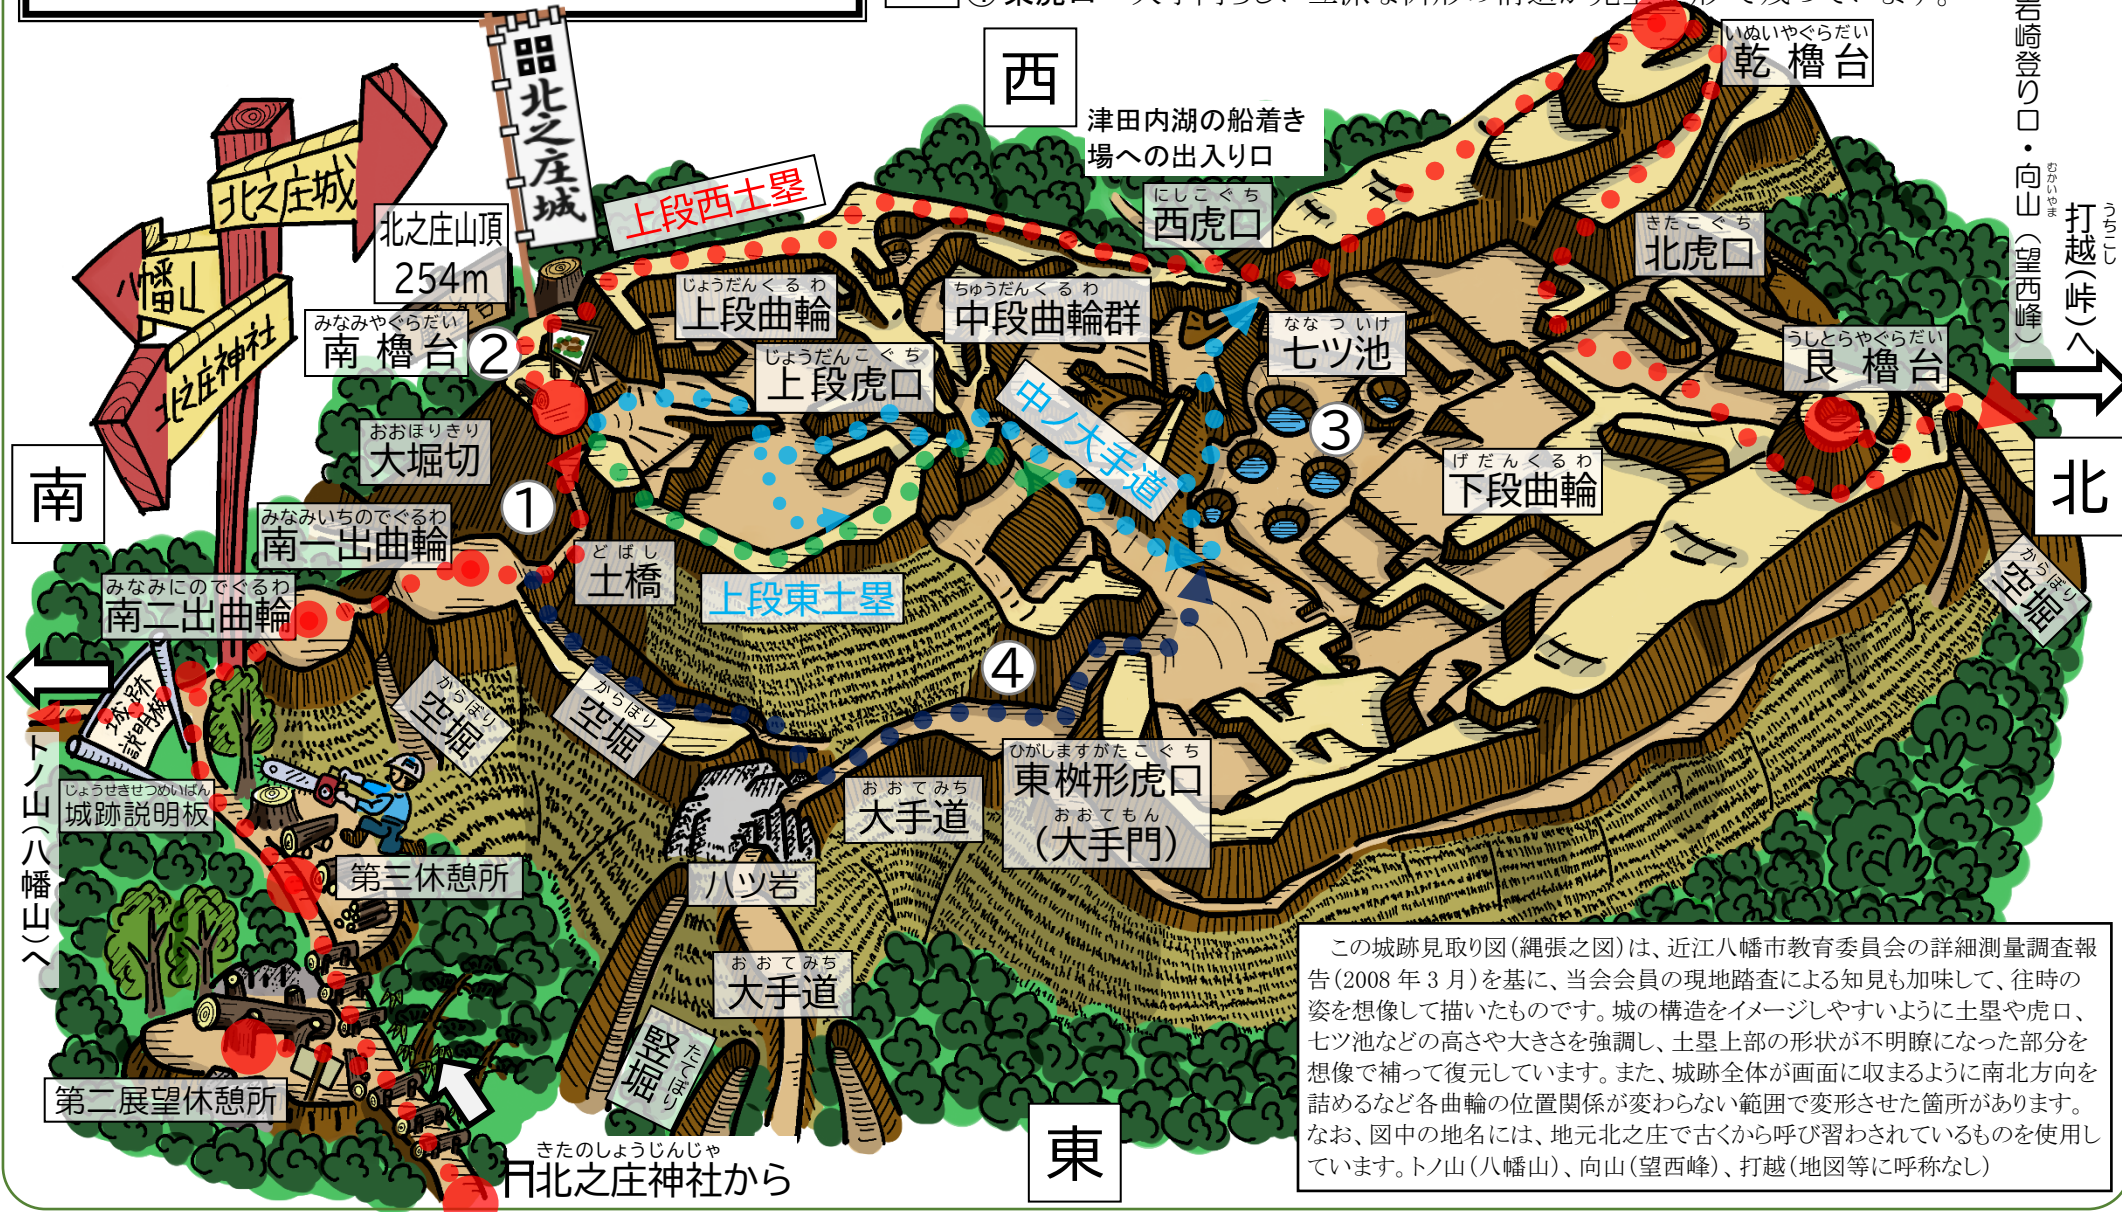 西
津田内湖の船着き
場への出入り口
いぬいやぐらだい
乾櫓台
岩崎登り口・向山（望西峰）
むかいやま
打越(峠)へ
うちこし
北之庄城
北之庄城
八幡山
北之庄神社
北之庄山頂
254m
上段西土塁
にしこぐち
西虎口
きたこぐち
北虎口
みなみやぐらだい
南櫓台
②
じょうだんくるわ
上段曲輪
ちゅうだんくるわ
中段曲輪群
ななついけ
七ツ池
うしとらやぐらだい
艮櫓台
じょうだんこぐち
上段虎口
中ノ大手道
③
おおほりきり
大堀切
①
げだんくるわ
下段曲輪
南
北
みなみいちのでぐるわ
南一出曲輪
どばし
土橋
上段東土塁
からぼり
空堀
みなみにのでぐるわ
南二出曲輪
城跡
説明板
からぼり
空堀
からぼり
空堀
④
じょうせきせつめいばん
城跡説明板
トノ山(八幡山)へ
おおてみち
大手道
ひがしますがたこぐち
東桝形虎口
おおてもん
(大手門)
第三休憩所
八ツ岩
おおてみち
大手道
たてぼり
竪堀
第二展望休憩所
きたのしょうじんじゃ
北之庄神社から
東
この城跡見取り図(縄張之図)は、近江八幡市教育委員会の詳細測量調査報
告(2008年3月)を基に、当会会員の現地踏査による知見も加味して、往時の
姿を想像して描いたものです。城の構造をイメージしやすいように土塁や虎口、
七ツ池などの高さや大きさを強調し、土塁上部の形状が不明瞭になった部分を
想像で補って復元しています。また、城跡全体が画面に収まるように南北方向を
詰めるなど各曲輪の位置関係が変わらない範囲で変形させた箇所があります。
なお、図中の地名には、地元北之庄で古くから呼び習わされているものを使用し
ています。トノ山(八幡山)、向山(望西峰)、打越(地図等に呼称なし)